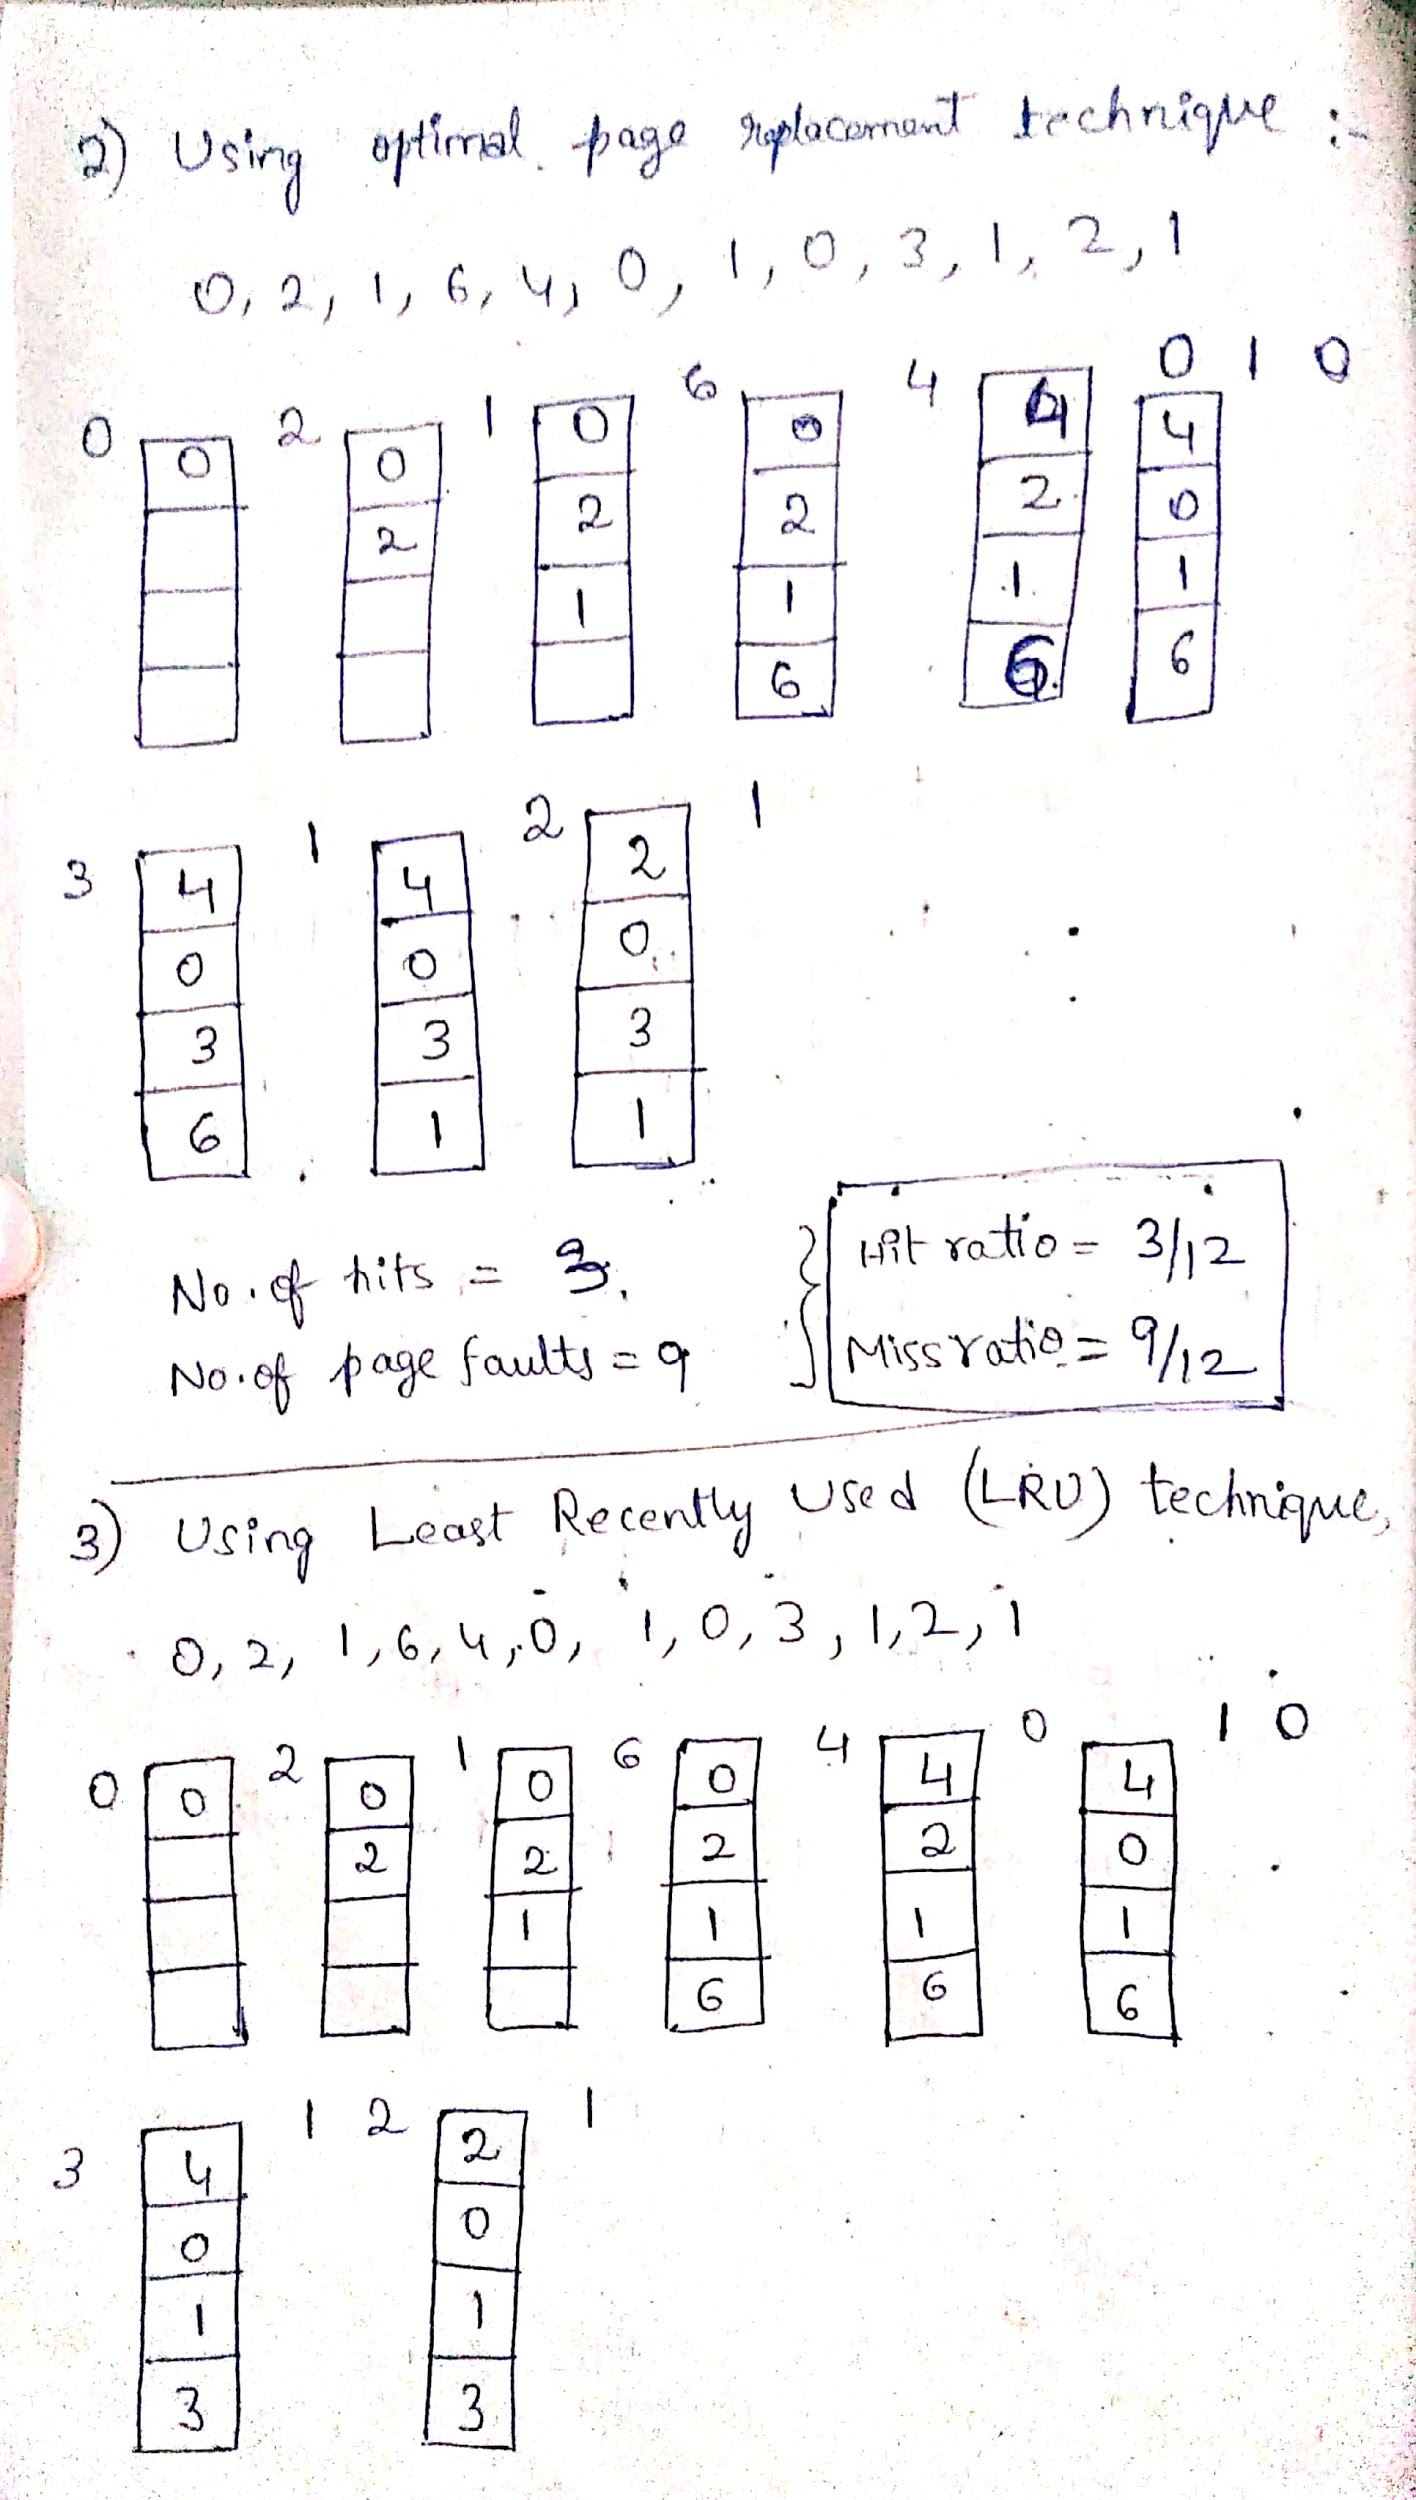 2) Using optimal page replacement technique :-
0, 2, 1, 6, 4, 0, 1, 0, 3, 1, 2, 1
0 2 1 6 4 0 1 0
0 0 0 0 4 4
2 2 2 2 0
1 1 1 1
6 6 6
3 1 2 1
4 4 2
0 0 0
3 3 3
6 1 1
No. of hits = 3. Hit ratio = 3/12
No. of page faults = 9 Miss ratio = 9/12
3) Using Least Recently Used (LRU) technique,
0, 2, 1, 6, 4, 0, 1, 0, 3, 1, 2, 1
0 2 1 6 4 0 1 0
0 0 0 0 4 4
2 2 2 2 0
1 1 1 1
6 6 6
3 1 2 1
4 2
0 0
1 1
3 3